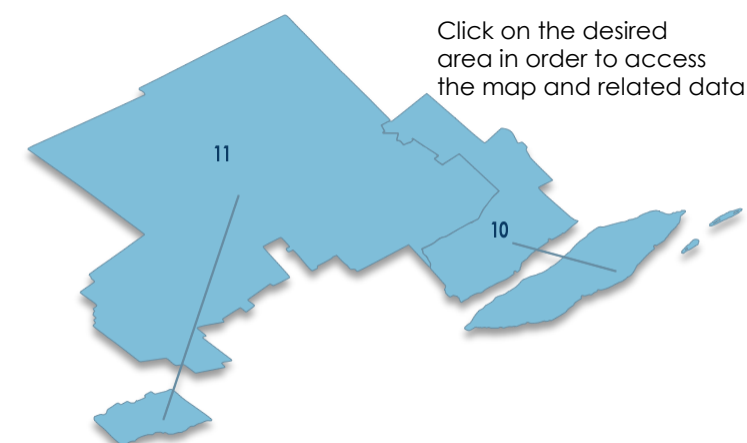 Click on the desired
area in order to access
the map and related data
11
10